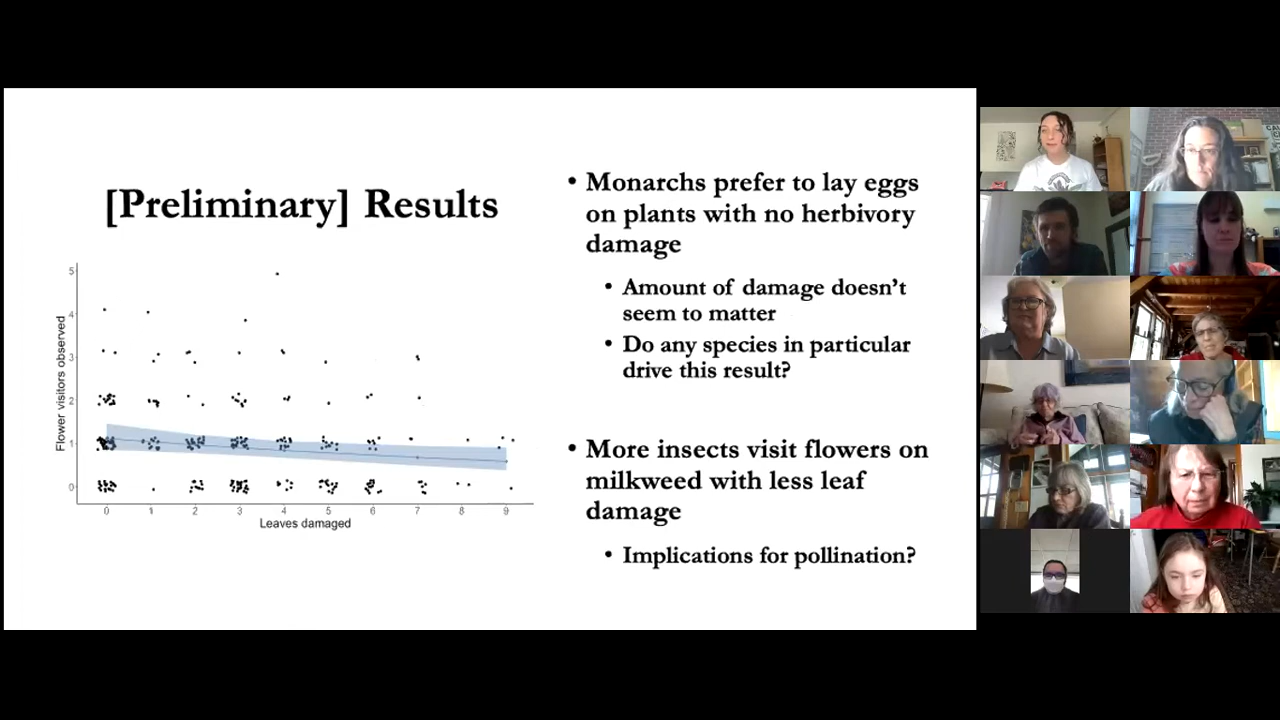 [Preliminary] Results
5
4
3
2
1
0
Flower visitors observed
0 1 2 3 4 5 6 7 8 9
Leaves damaged
• Monarchs prefer to lay eggs
on plants with no herbivory
damage
• Amount of damage doesn't
seem to matter
• Do any species in particular
drive this result?
• More insects visit flowers on
milkweed with less leaf
damage
• Implications for pollination?